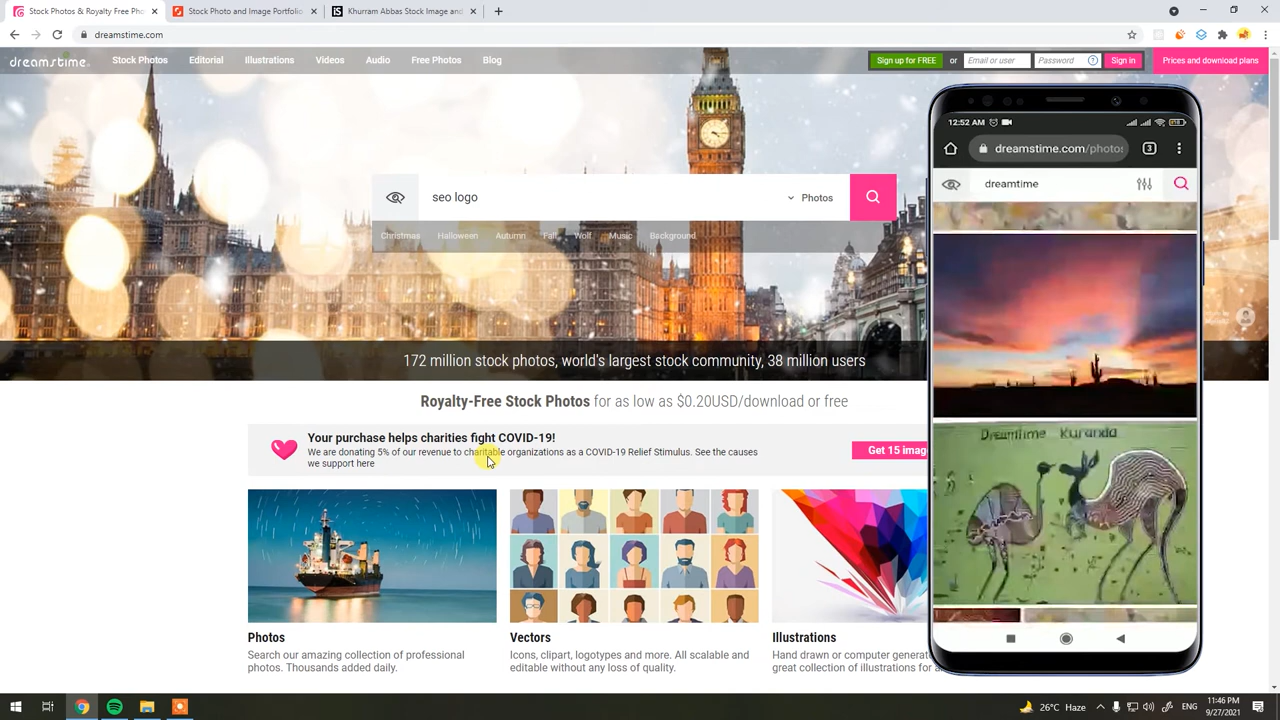 Stock Photos & Royalty Free Pho
Stock Photo and Image Portfolio
iS Khurram Abbas Stock Image and
dreamstime.com
dreamstime
Stock Photos Editorial Illustrations Videos Audio Free Photos Blog
Sign up for FREE or Email or user Password ? Sign in
Prices and download plans
seo logo
Photos
Christmas Halloween Autumn Fall Wolf Music Background
172 million stock photos, world's largest stock community, 38 million users
Royalty-Free Stock Photos for as low as $0.20USD/download or free
Your purchase helps charities fight COVID-19!
We are donating 5% of our revenue to charitable organizations as a COVID-19 Relief Stimulus. See the causes
we support here
Get 15 imag
Photos
Search our amazing collection of professional
photos. Thousands added daily.
Vectors
Icons, clipart, logotypes and more. All scalable and
editable without any loss of quality.
Illustrations
Hand drawn or computer generate
great collection of illustrations for a
12:52 AM
dreamstime.com/photos
3
dreamtime
Dreamtime Kuranda
26°C Haze
ENG
11:46 PM
9/27/2021